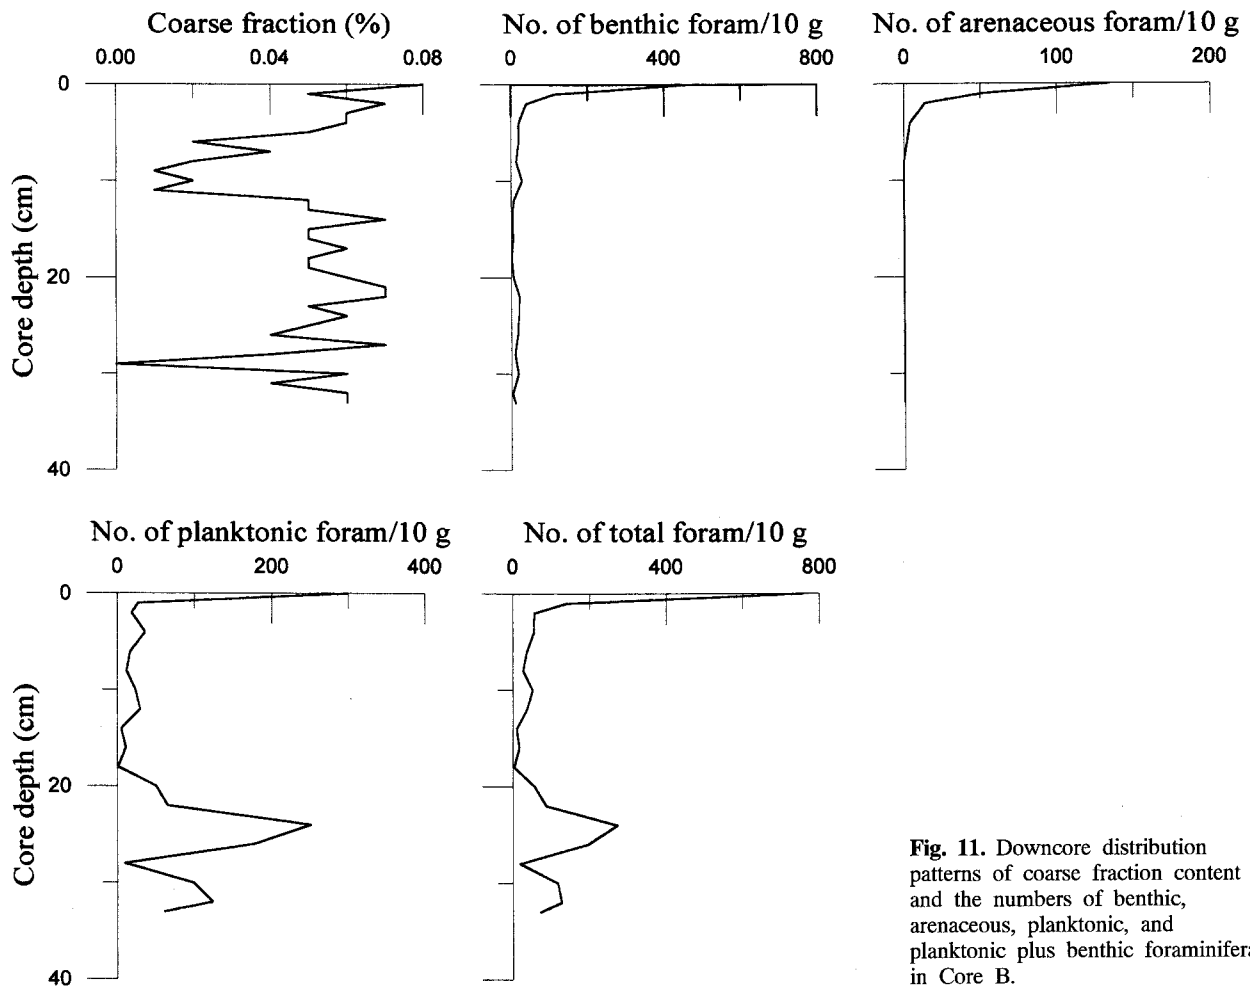 Coarse fraction (%)
0.00 0.04 0.08
No. of benthic foram/10 g
0 400 800
No. of arenaceous foram/10 g
0 100 200
0
20
40
Core depth (cm)
No. of planktonic foram/10 g
0 200 400
No. of total foram/10 g
0 400 800
0
20
40
Core depth (cm)
Fig. 11. Downcore distribution
patterns of coarse fraction content
and the numbers of benthic,
arenaceous, planktonic, and
planktonic plus benthic foraminifera
in Core B.